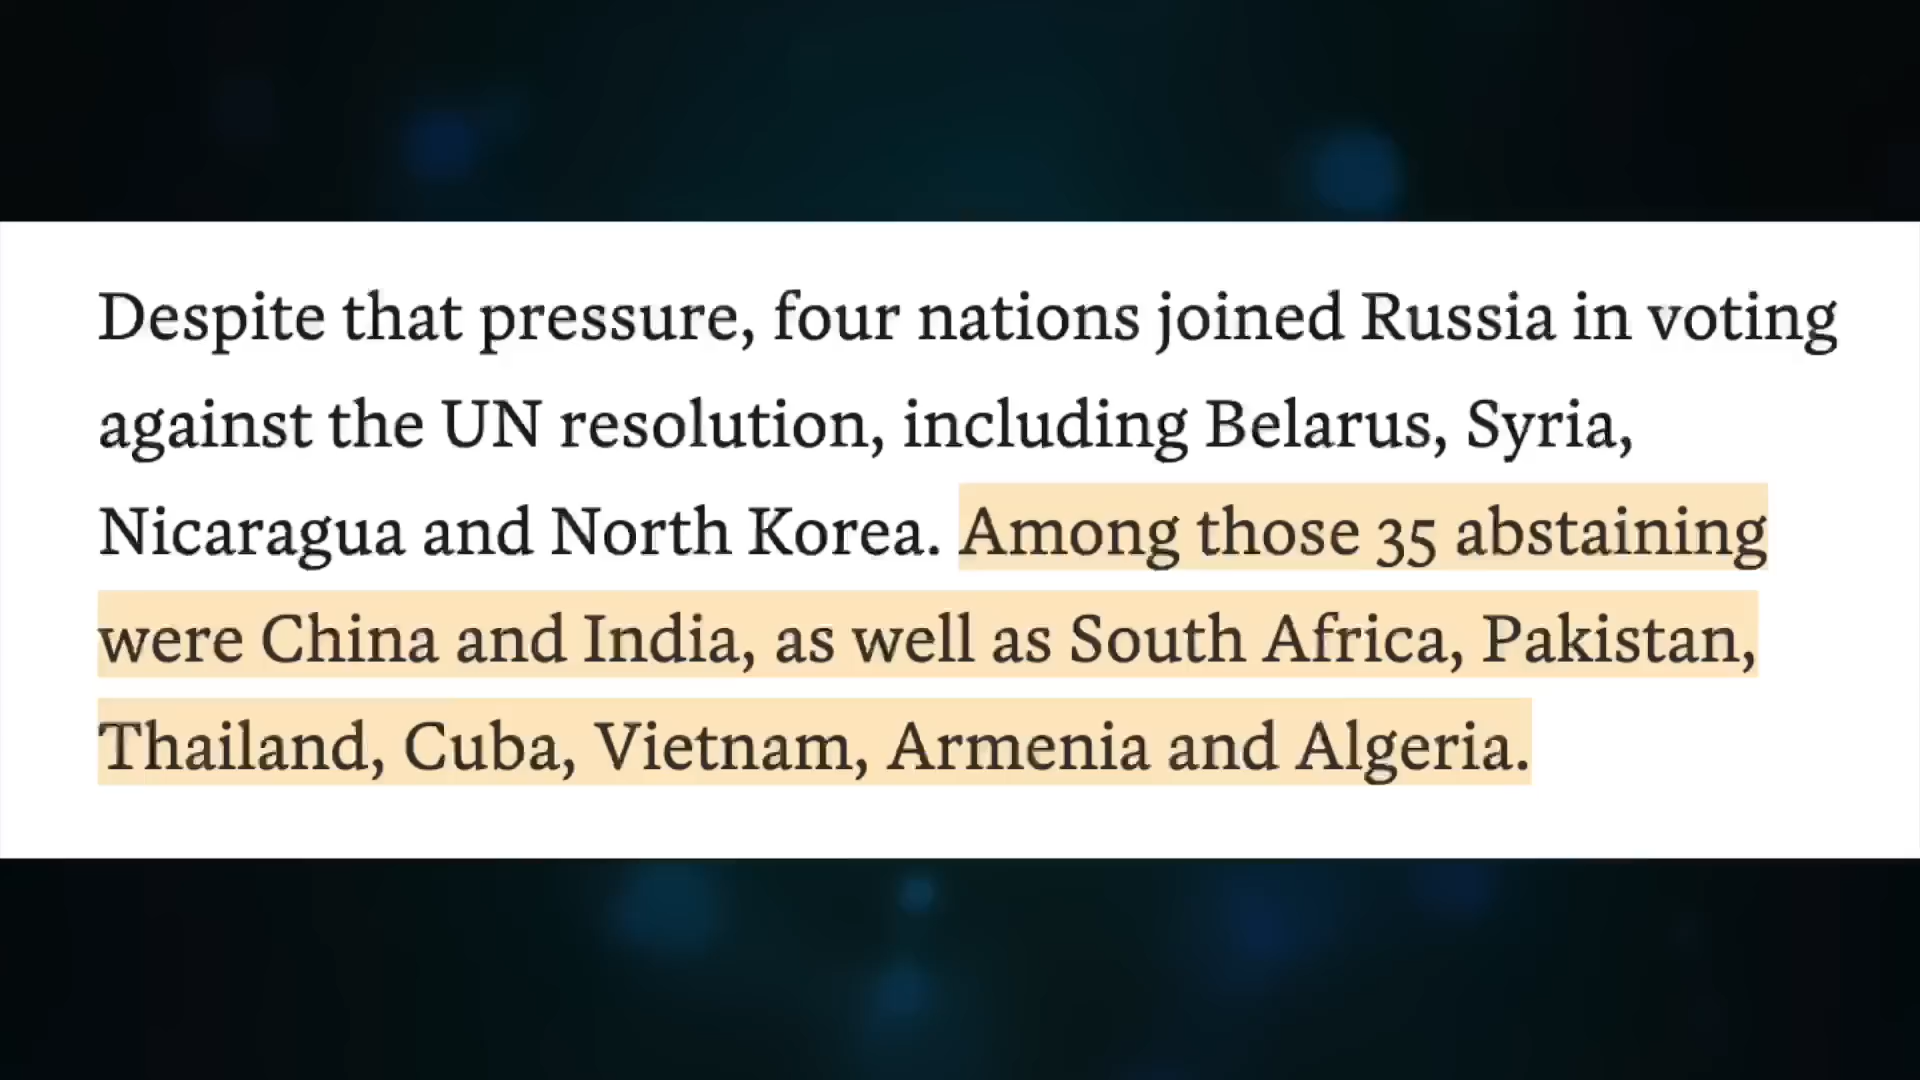 Despite that pressure, four nations joined Russia in voting
against the UN resolution, including Belarus, Syria,
Nicaragua and North Korea. Among those 35 abstaining
were China and India, as well as South Africa, Pakistan,
Thailand, Cuba, Vietnam, Armenia and Algeria.